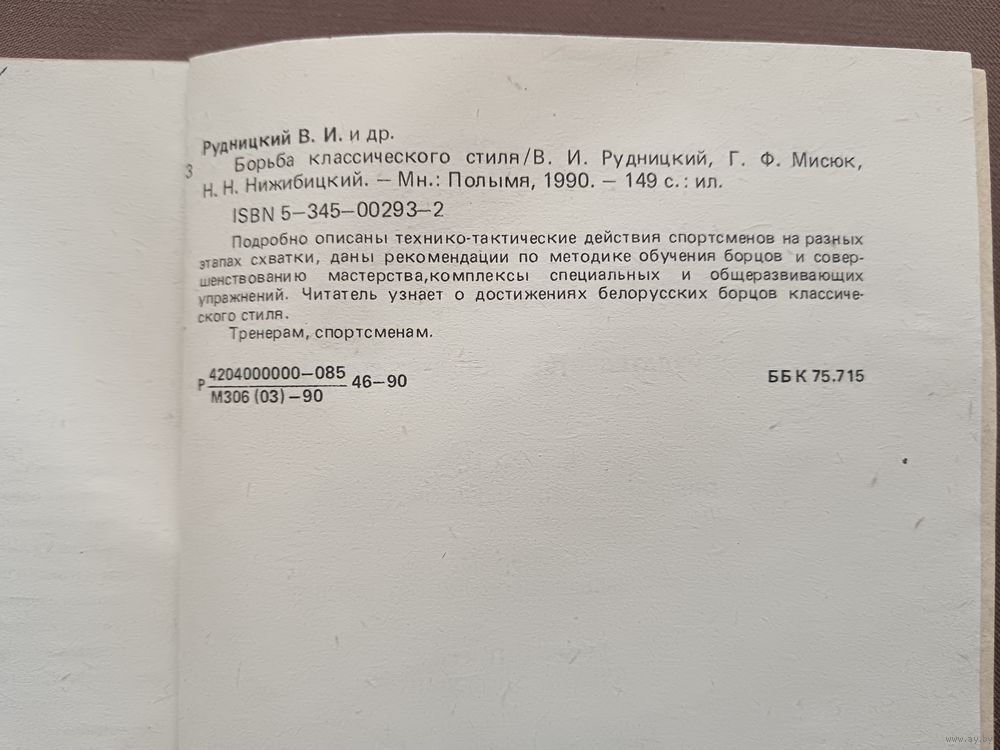 Рудницкий В. И. и др.
З Борьба классического стиля/В. И. Рудницкий, Г. Ф. Мисюк,
Н. Н. Нижибицкий. — Мн.: Полымя, 1990. — 149 с.: ил.
ISBN 5—345—00293—2
Подробно описаны технико-тактические действия спортсменов на разных
этапах схватки, даны рекомендации по методике обучения борцов и совер-
шенствованию мастерства,комплексы специальных и общеразвивающих
упражнений. Читатель узнает о достижениях белорусских борцов классиче-
ского стиля.
Тренерам, спортсменам.
Р 4204000000—085 46—90
М306 (03) —90
ББК 75.715
www.ay.by